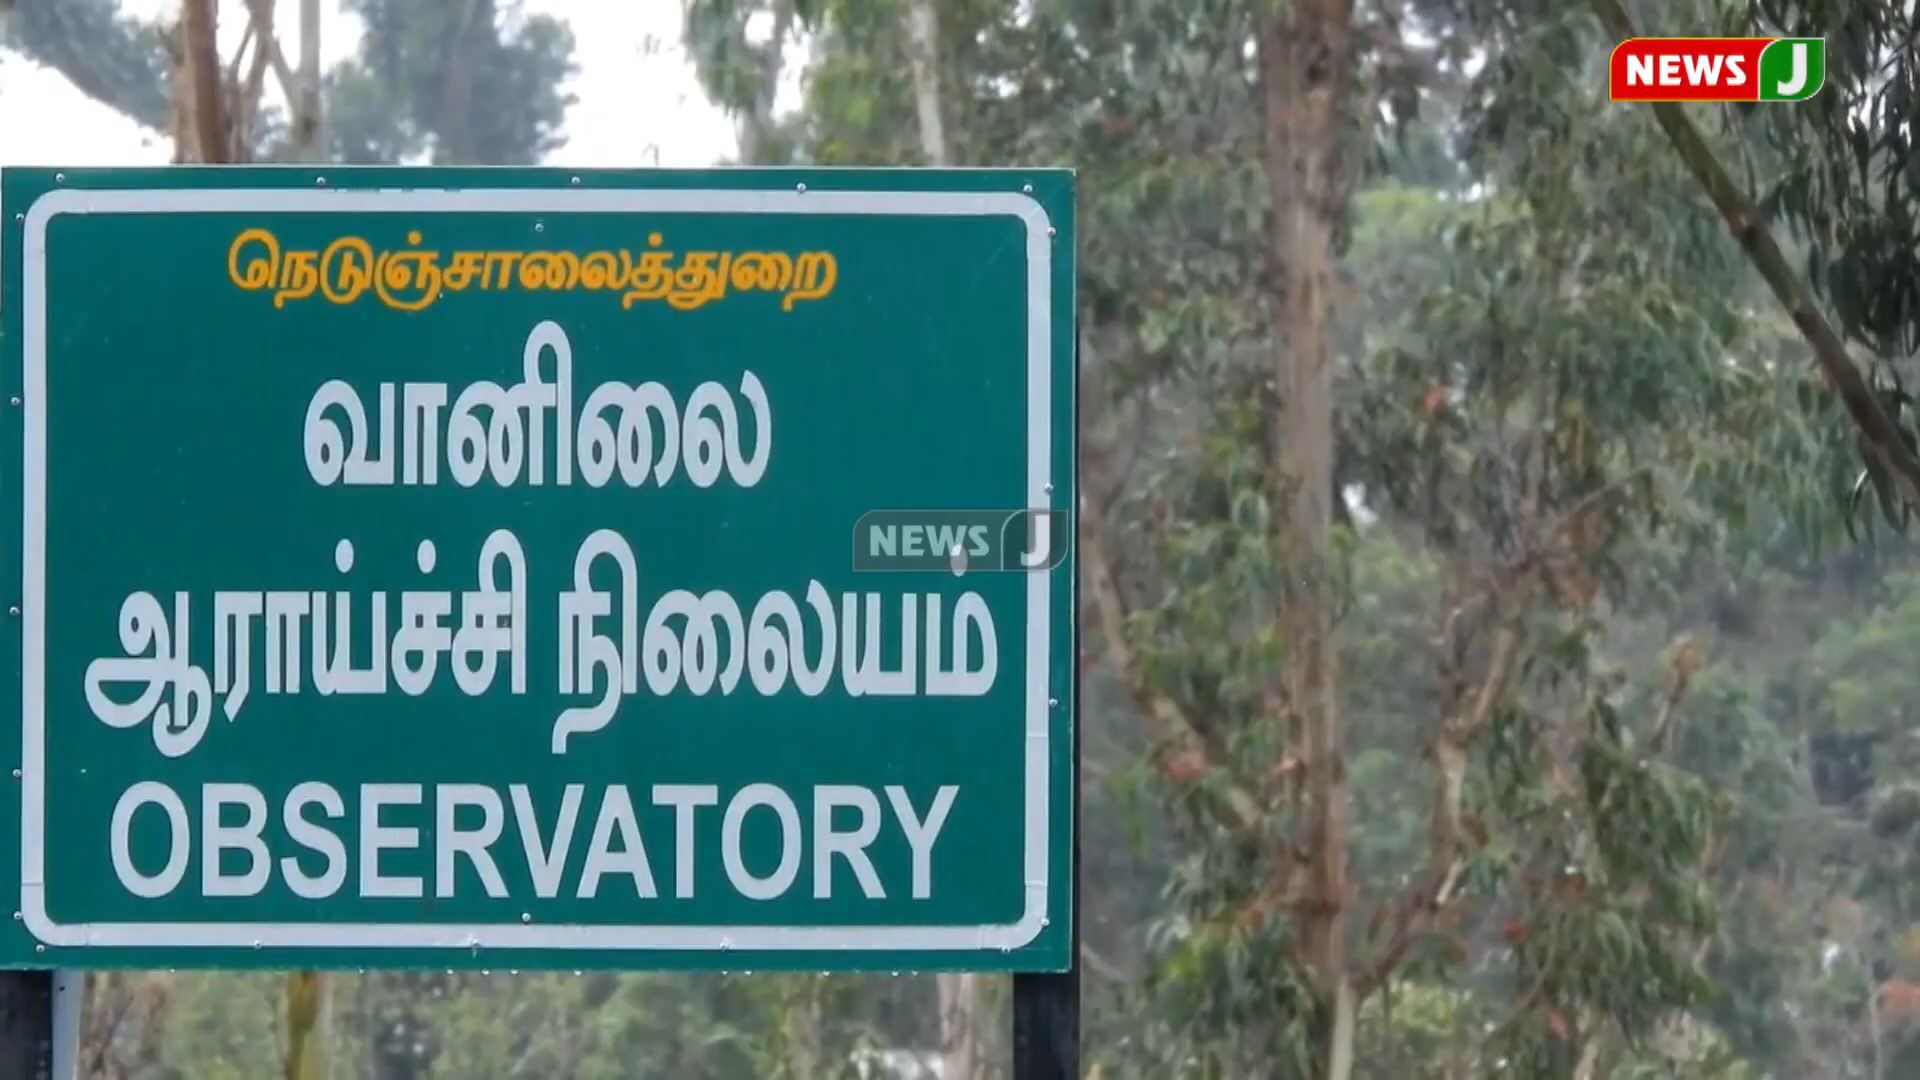 NEWS J
நெடுஞ்சாலைத்துறை
வானிலை
NEWS J
ஆராய்ச்சி நிலையம்
OBSERVATORY